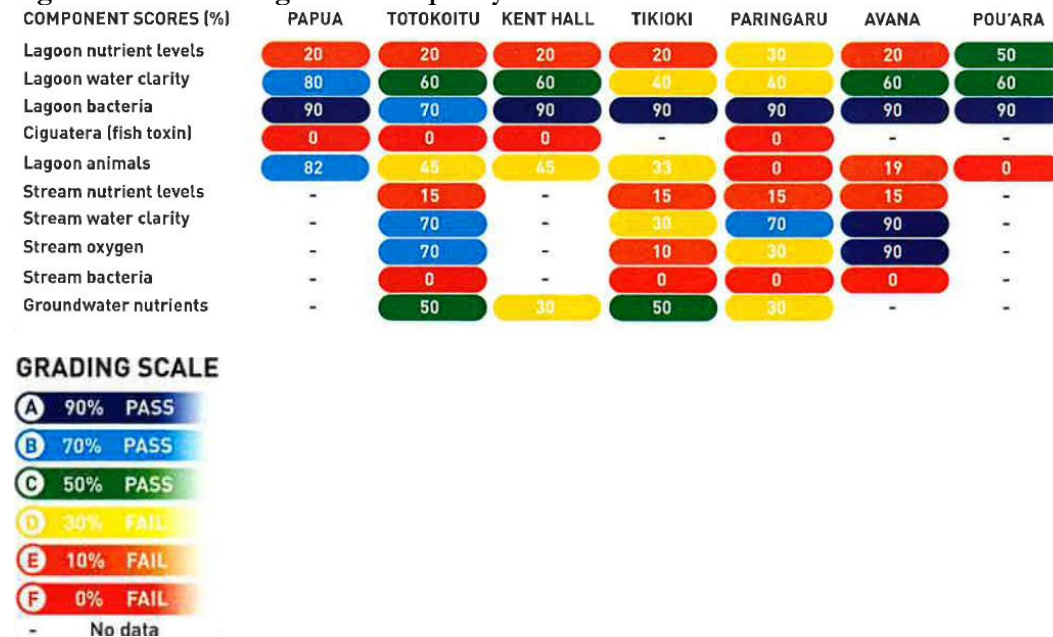 COMPONENT SCORES (%) PAPUA TOTOKOITU KENT HALL TIKIOKI PARINGARU AVANA POU'ARA
Lagoon nutrient levels 20 20 20 20 30 20 50
Lagoon water clarity 80 60 60 40 40 60 60
Lagoon bacteria 90 70 90 90 90 90 90
Ciguatera (fish toxin) 0 0 0 - 0 - -
Lagoon animals 82 45 45 33 0 19 0
Stream nutrient levels - 15 - 15 15 15 -
Stream water clarity - 70 - 30 70 90 -
Stream oxygen - 70 - 10 30 90 -
Stream bacteria - 0 - 0 0 0 -
Groundwater nutrients - 50 30 50 30 - -
GRADING SCALE
A 90% PASS
B 70% PASS
C 50% PASS
D 30% FAIL
E 10% FAIL
F 0% FAIL
- No data